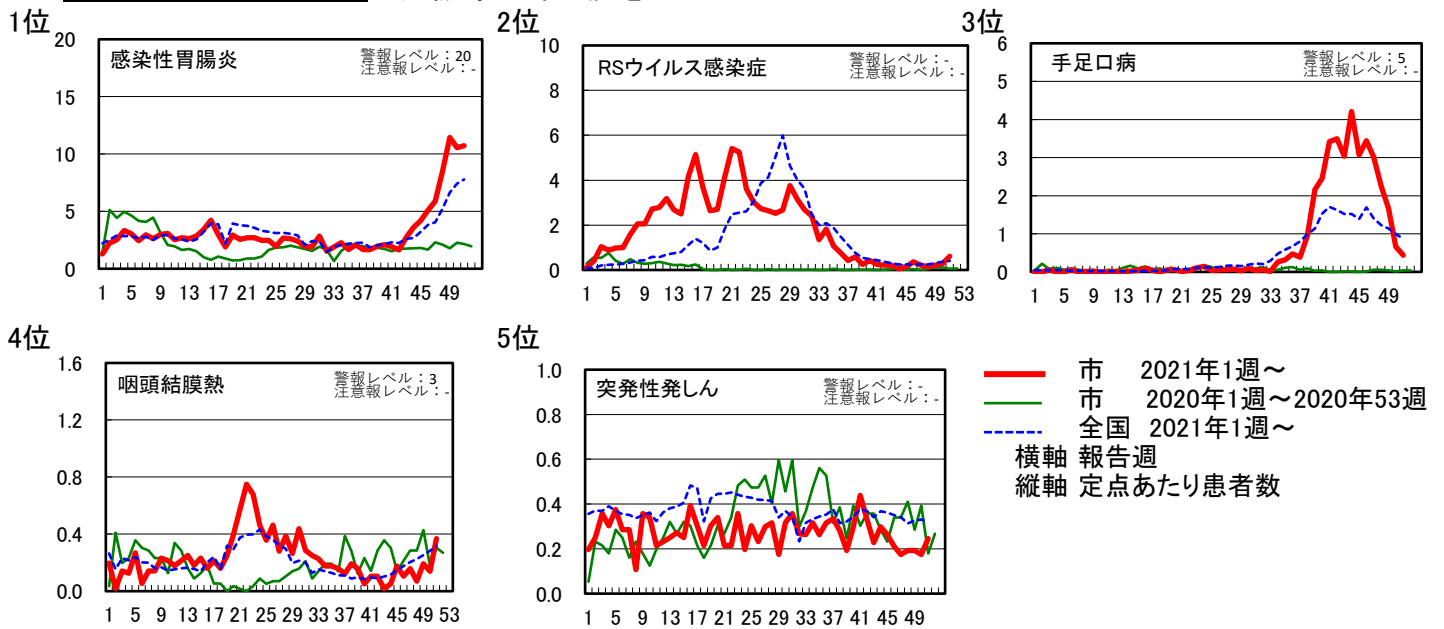 1位
感染性胃腸炎
警報レベル：20
注意報レベル：-
20
15
10
5
0
1 5 9 13 17 21 25 29 33 37 41 45 49
2位
RSウイルス感染症
警報レベル：-
注意報レベル：-
10
8
6
4
2
0
1 5 9 13 17 21 25 29 33 37 41 45 49 53
3位
手足口病
警報レベル：5
注意報レベル：-
6
5
4
3
2
1
0
1 5 9 13 17 21 25 29 33 37 41 45 49
4位
咽頭結膜熱
警報レベル：3
注意報レベル：-
1.6
1.2
0.8
0.4
0.0
1 5 9 13 17 21 25 29 33 37 41 45 49 53
5位
突発性発しん
警報レベル：-
注意報レベル：-
1.0
0.8
0.6
0.4
0.2
0.0
1 5 9 13 17 21 25 29 33 37 41 45 49
市 2021年1週～
市 2020年1週～2020年53週
全国 2021年1週～
横軸 報告週
縦軸 定点あたり患者数